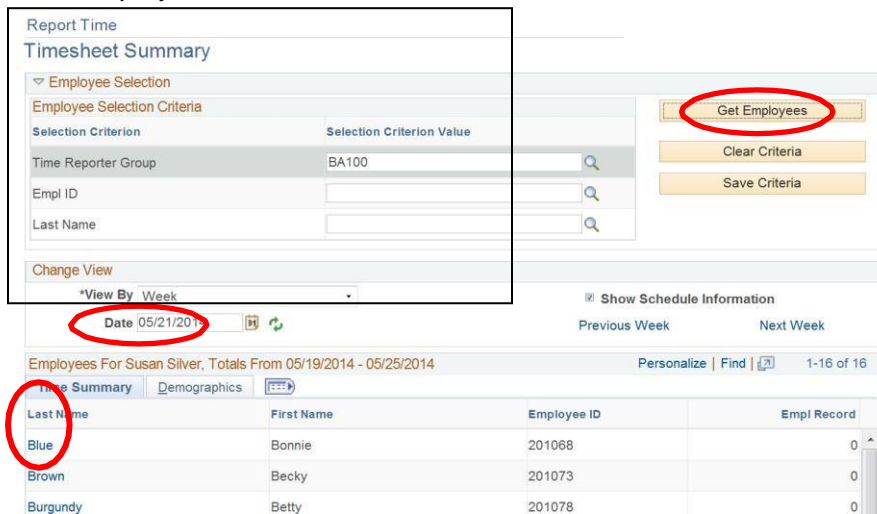 Report Time
Timesheet Summary
Employee Selection
Employee Selection Criteria
Get Employees
Selection Criterion Selection Criterion Value
Clear Criteria
Time Reporter Group BA100
Save Criteria
Empl ID
Last Name
Change View
*View By Week
Show Schedule Information
Date 05/21/2014
Previous Week Next Week
Employees For Susan Silver, Totals From 05/19/2014 - 05/25/2014 Personalize | Find | 1-16 of 16
Time Summary Demographics
Last Name First Name Employee ID Empl Record
Blue Bonnie 201068 0
Brown Becky 201073 0
Burgundy Betty 201078 0